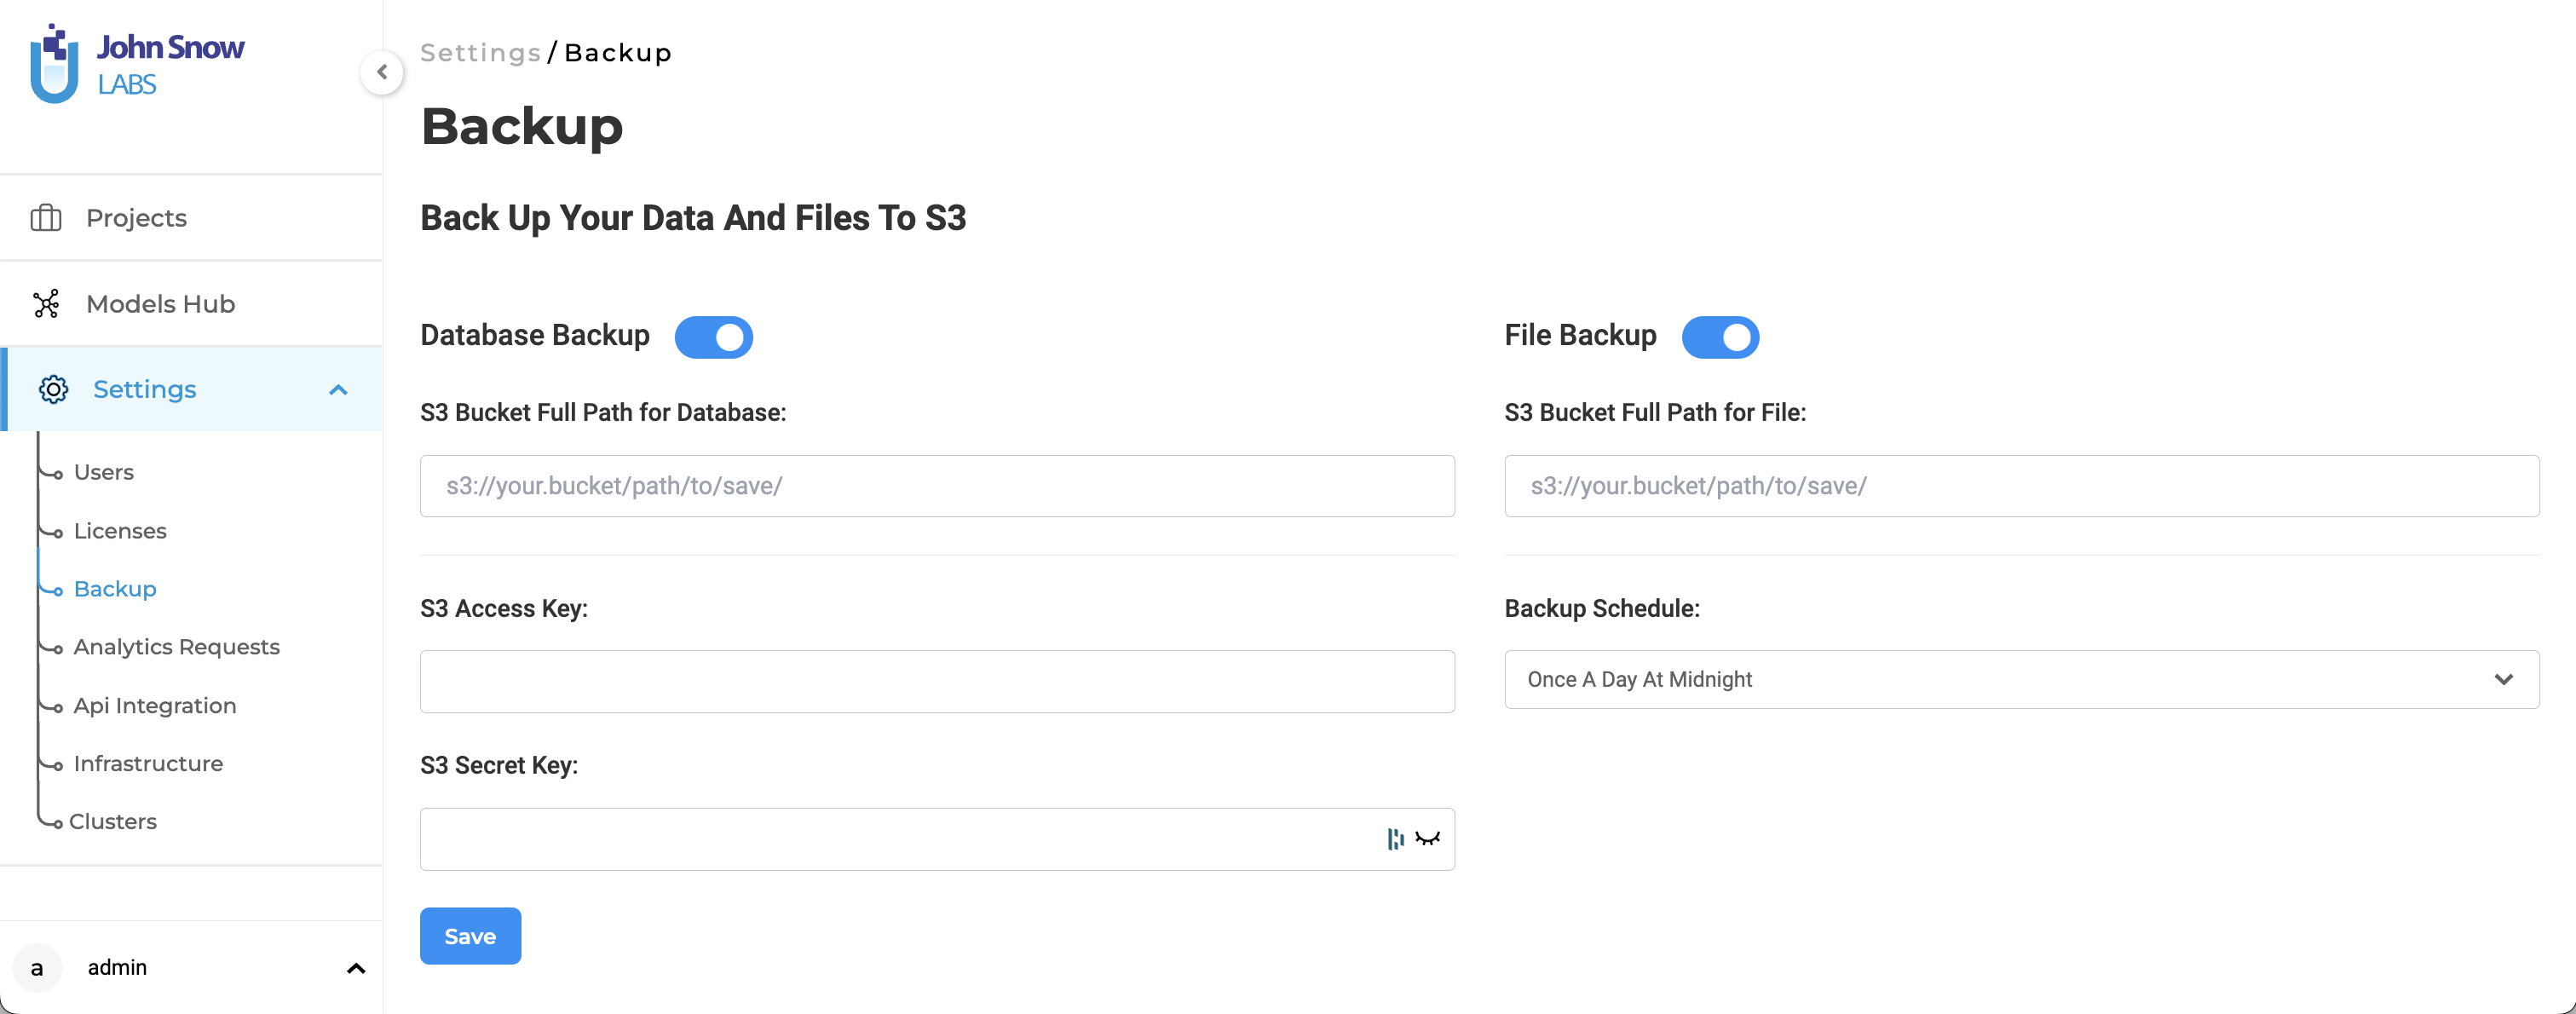 John Snow
LABS
Projects
Models Hub
Settings
Users
Licenses
Backup
Analytics Requests
Api Integration
Infrastructure
Clusters
a admin
Settings / Backup
Backup
Back Up Your Data And Files To S3
Database Backup
S3 Bucket Full Path for Database:
s3://your.bucket/path/to/save/
File Backup
S3 Bucket Full Path for File:
s3://your.bucket/path/to/save/
S3 Access Key:
Backup Schedule:
Once A Day At Midnight
S3 Secret Key:
Save